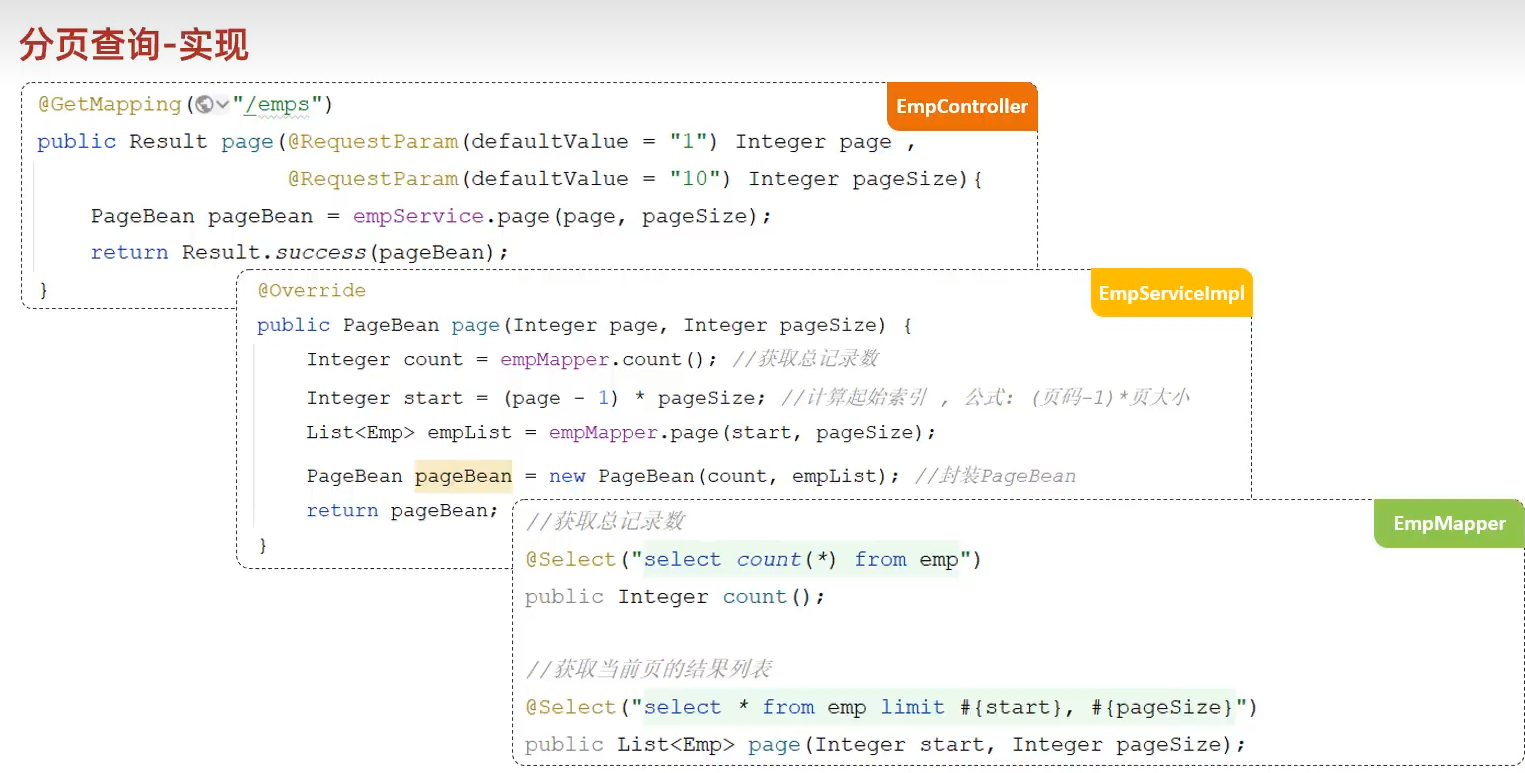 分页查询-实现
EmpController
@GetMapping("/emps")
public Result page(@RequestParam(defaultValue = "1") Integer page ,
@RequestParam(defaultValue = "10") Integer pageSize){
PageBean pageBean = empService.page(page, pageSize);
return Result.success(pageBean);
}
EmpServiceImpl
@Override
public PageBean page(Integer page, Integer pageSize) {
Integer count = empMapper.count(); //获取总记录数
Integer start = (page - 1) * pageSize; //计算起始索引 , 公式: (页码-1)*页大小
List<Emp> empList = empMapper.page(start, pageSize);
PageBean pageBean = new PageBean(count, empList); //封装PageBean
return pageBean;
}
EmpMapper
//获取总记录数
@Select("select count(*) from emp")
public Integer count();
//获取当前页的结果列表
@Select("select * from emp limit #{start}, #{pageSize}")
public List<Emp> page(Integer start, Integer pageSize);